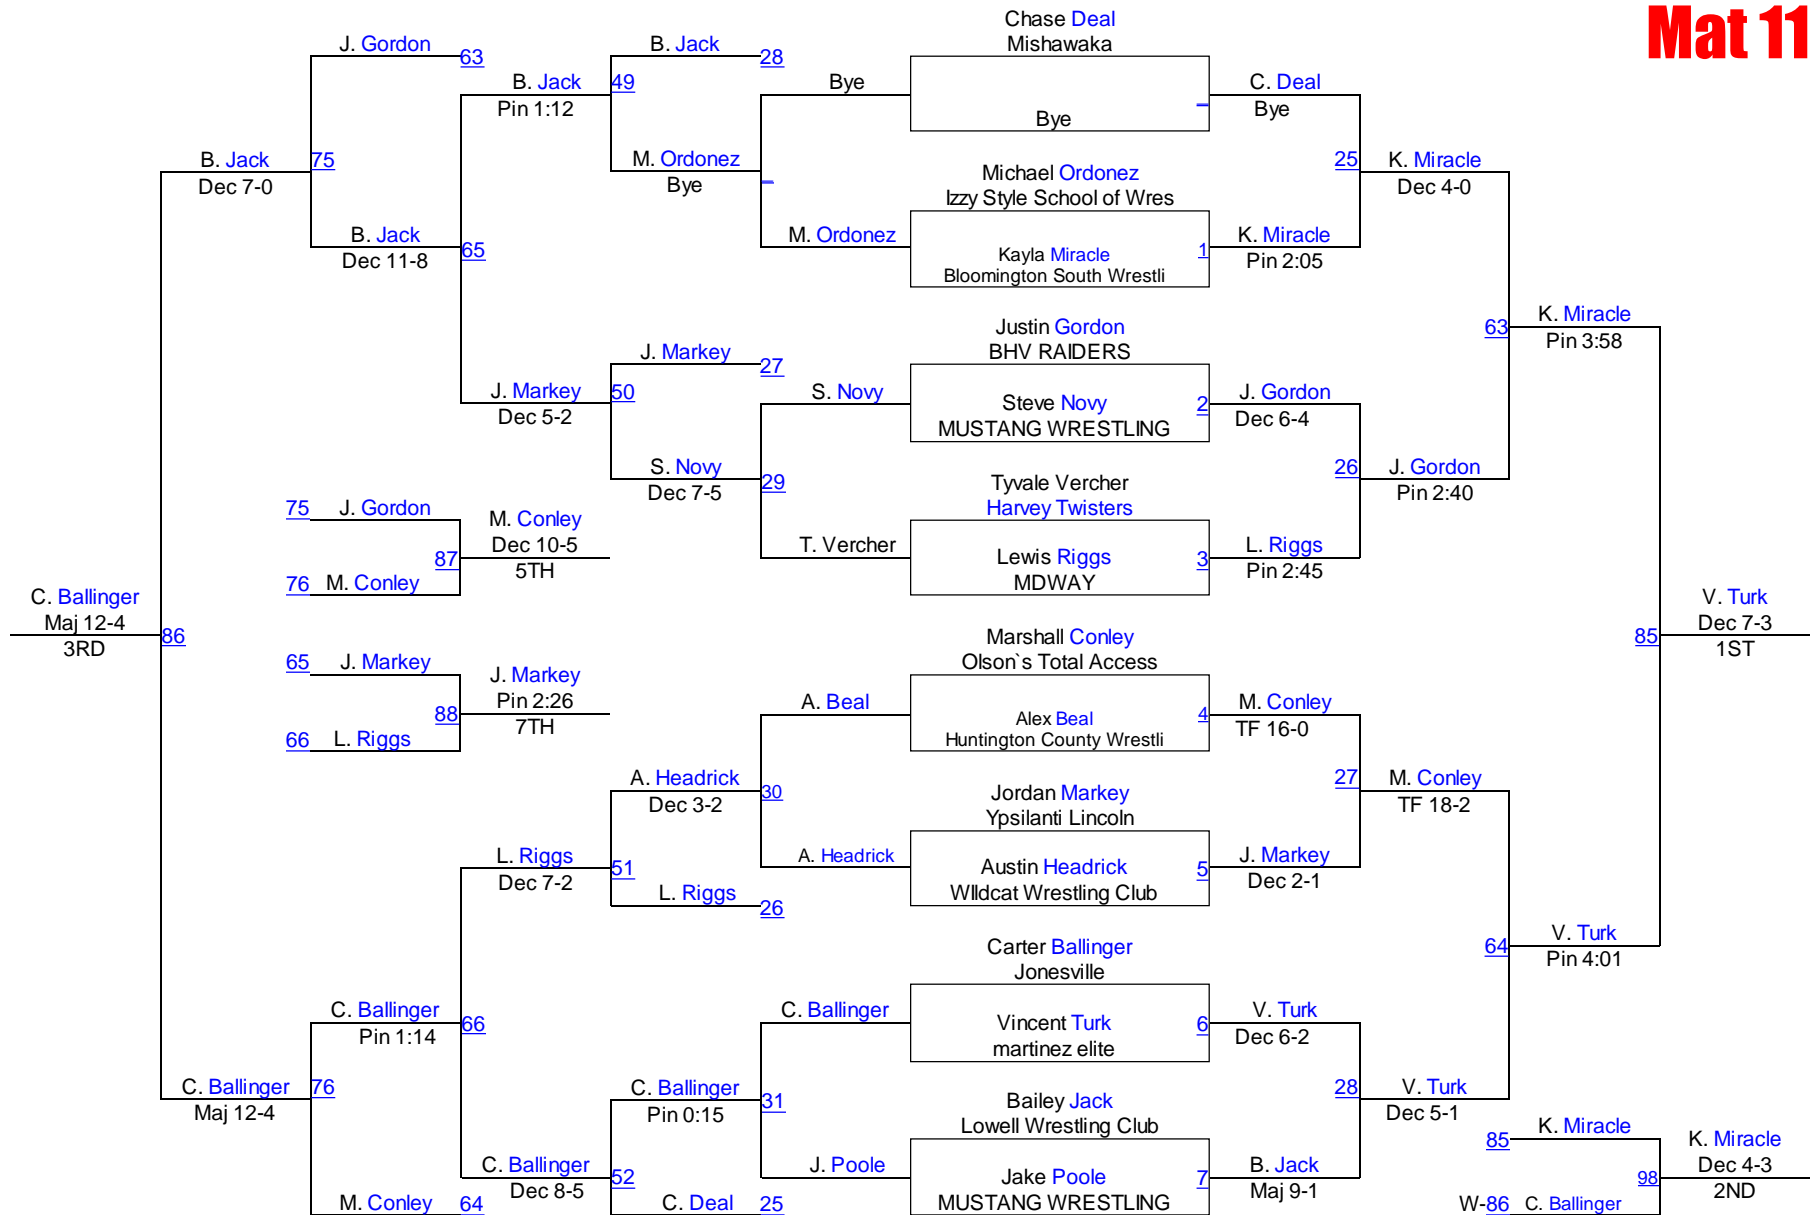 Mat 11
Chase Deal
Mishawaka
J. Gordon
63
B. Jack
28
B. Jack
49
Pin 1:12
Bye
Bye
_
C. Deal
Bye
B. Jack
75
Dec 7-0
M. Ordonez
Bye
_
Michael Ordonez
Izzy Style School of Wres
25
K. Miracle
Dec 4-0
B. Jack
65
Dec 11-8
M. Ordonez
Kayla Miracle
Bloomington South Wrestli
1
K. Miracle
Pin 2:05
Justin Gordon
BHV RAIDERS
63
K. Miracle
Pin 3:58
J. Markey
27
J. Markey
50
Dec 5-2
S. Novy
Steve Novy
MUSTANG WRESTLING
2
J. Gordon
Dec 6-4
S. Novy
29
Dec 7-5
Tyvale Vercher
Harvey Twisters
26
J. Gordon
Pin 2:40
75
J. Gordon
87
M. Conley
Dec 10-5
5TH
76
M. Conley
T. Vercher
Lewis Riggs
MDWAY
3
L. Riggs
Pin 2:45
C. Ballinger
Maj 12-4
3RD
86
V. Turk
Dec 7-3
1ST
85
65
J. Markey
88
J. Markey
Pin 2:26
7TH
66
L. Riggs
Marshall Conley
Olson`s Total Access
A. Beal
Alex Beal
Huntington County Wrestli
4
M. Conley
TF 16-0
A. Headrick
30
Dec 3-2
Jordan Markey
Ypsilanti Lincoln
27
M. Conley
TF 18-2
L. Riggs
51
Dec 7-2
A. Headrick
Austin Headrick
WIldcat Wrestling Club
5
J. Markey
Dec 2-1
L. Riggs
26
Carter Ballinger
Jonesville
64
V. Turk
Pin 4:01
C. Ballinger
66
Pin 1:14
C. Ballinger
Vincent Turk
martinez elite
6
V. Turk
Dec 6-2
C. Ballinger
76
Maj 12-4
C. Ballinger
31
Pin 0:15
Bailey Jack
Lowell Wrestling Club
28
V. Turk
Dec 5-1
C. Ballinger
52
Dec 8-5
J. Poole
Jake Poole
MUSTANG WRESTLING
7
B. Jack
Maj 9-1
85
K. Miracle
98
K. Miracle
Dec 4-3
2ND
M. Conley
64
C. Deal
25
W-86
C. Ballinger